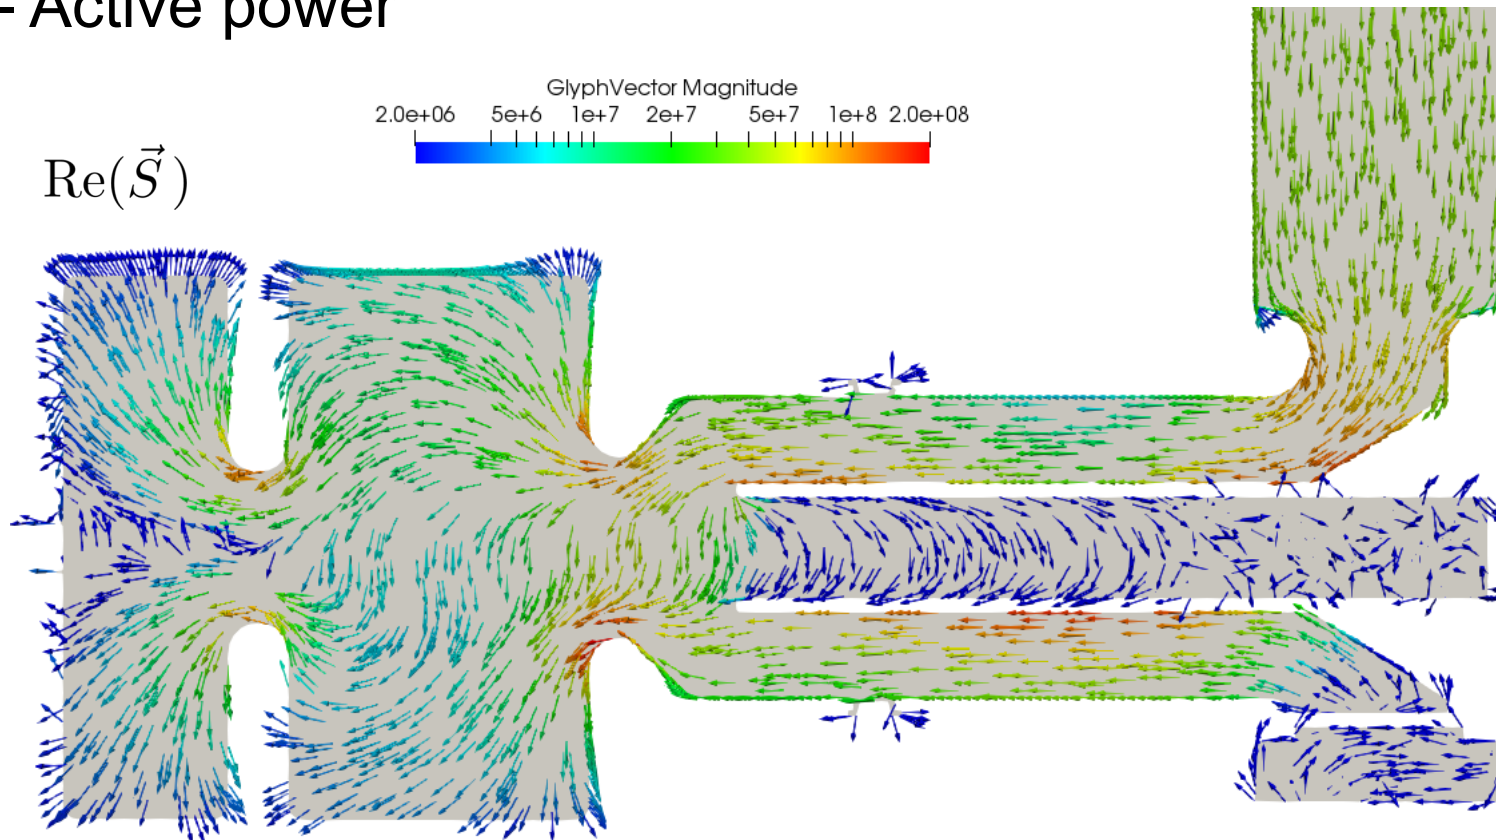 - Active power
GlyphVector Magnitude
2.0e+06 5e+6 1e+7 2e+7 5e+7 1e+8 2.0e+08
Re(S⃗)